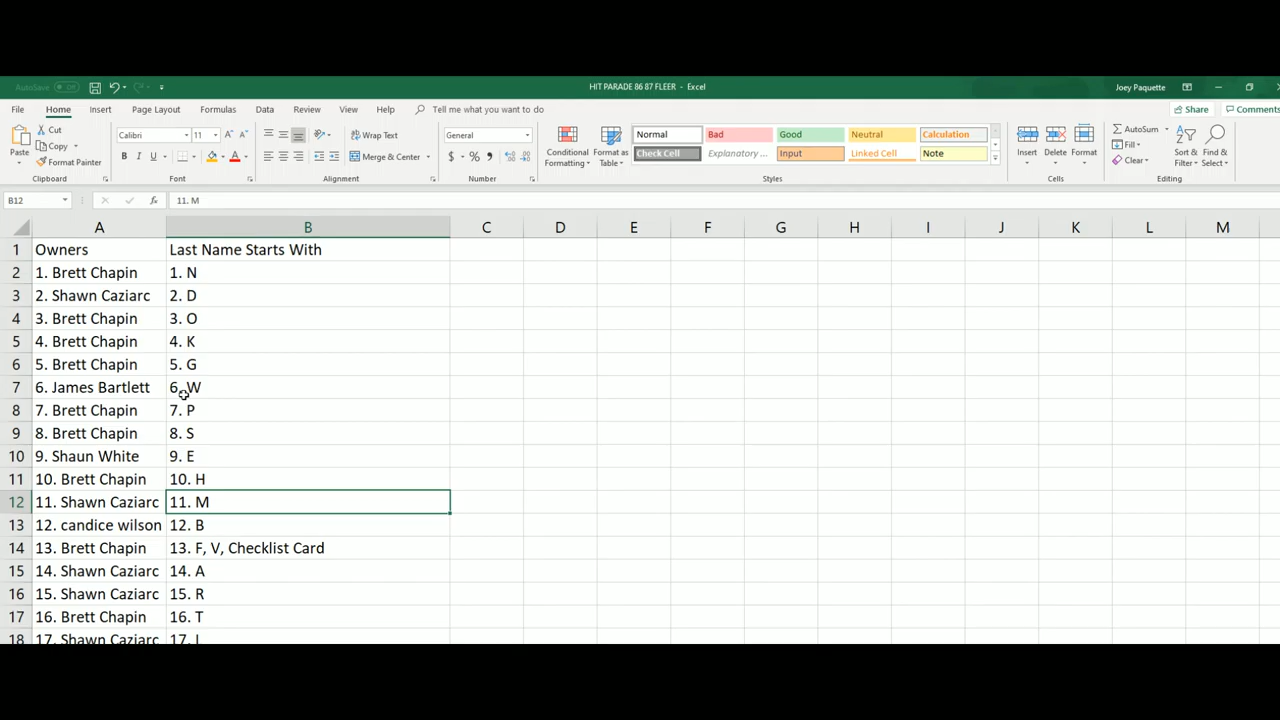 AutoSave Off
HIT PARADE 86 87 FLEER - Excel
Joey Paquette
File Home Insert Page Layout Formulas Data Review View Help Tell me what you want to do
Share Comments
Paste
Cut
Copy
Format Painter
Clipboard
Calibri 11
B I U
Font
Wrap Text
Merge & Center
Alignment
General
$ %
Number
Conditional Formatting
Format as Table
Normal Bad Good Neutral Calculation
Check Cell Explanatory ... Input Linked Cell Note
Styles
Insert Delete Format
Cells
AutoSum
Fill
Clear
Sort & Filter
Find & Select
Editing
B12 fx 11. M
A B C D E F G H I J K L M
1 Owners Last Name Starts With
2 1. Brett Chapin 1. N
3 2. Shawn Caziarc 2. D
4 3. Brett Chapin 3. O
5 4. Brett Chapin 4. K
6 5. Brett Chapin 5. G
7 6. James Bartlett 6. W
8 7. Brett Chapin 7. P
9 8. Brett Chapin 8. S
10 9. Shaun White 9. E
11 10. Brett Chapin 10. H
12 11. Shawn Caziarc 11. M
13 12. candice wilson 12. B
14 13. Brett Chapin 13. F, V, Checklist Card
15 14. Shawn Caziarc 14. A
16 15. Shawn Caziarc 15. R
17 16. Brett Chapin 16. T
18 17. Shawn Caziarc 17.